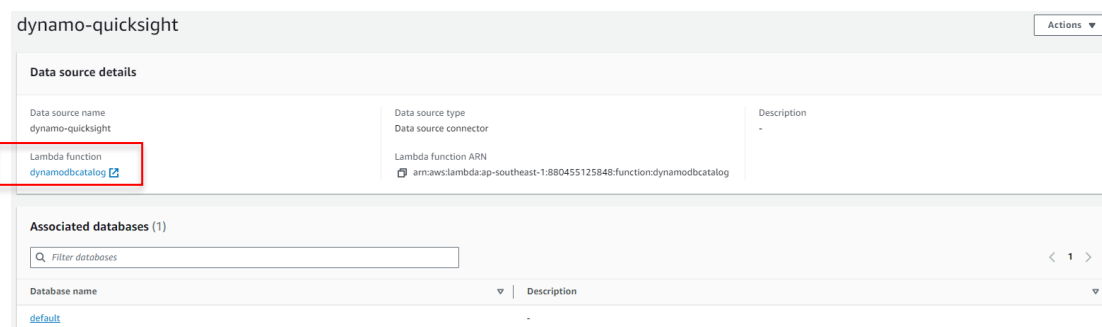 dynamo-quicksight
Actions
Data source details
Data source name
dynamo-quicksight
Data source type
Data source connector
Description
-
Lambda function
dynamodbcatalog
Lambda function ARN
arn:aws:lambda:ap-southeast-1:880455125848:function:dynamodbcatalog
Associated databases (1)
Filter databases
1
Database name
Description
default
-